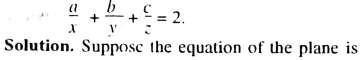 a/x + b/y + c/z = 2.
Solution. Suppose the equation of the plane is